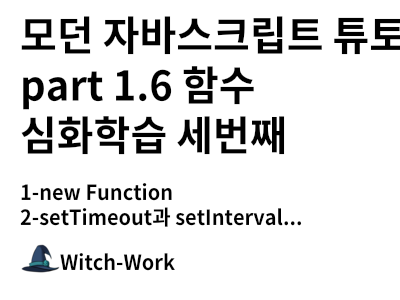 모던 자바스크립트 튜토
part 1.6 함수
심화학습 세번째
1-new Function
2-setTimeout과 setInterval...
Witch-Work